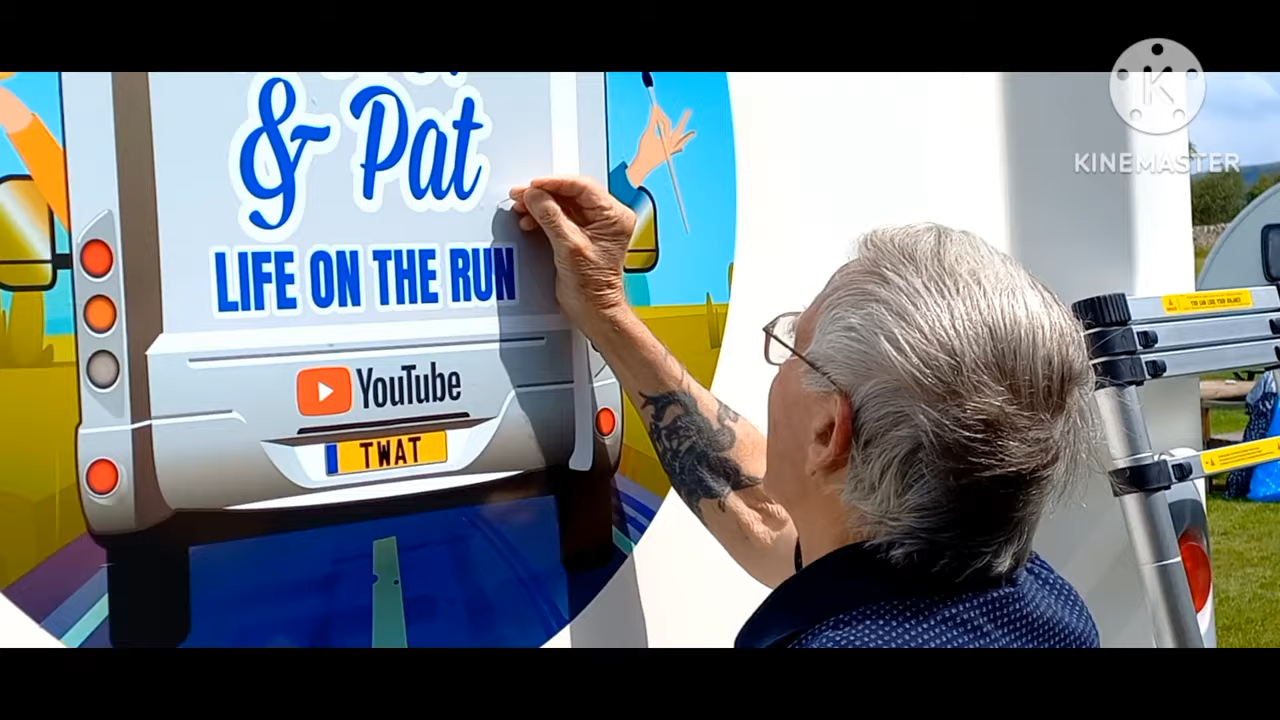 & Pat
LIFE ON THE RUN
YouTube
TWAT
K
KINEMASTER